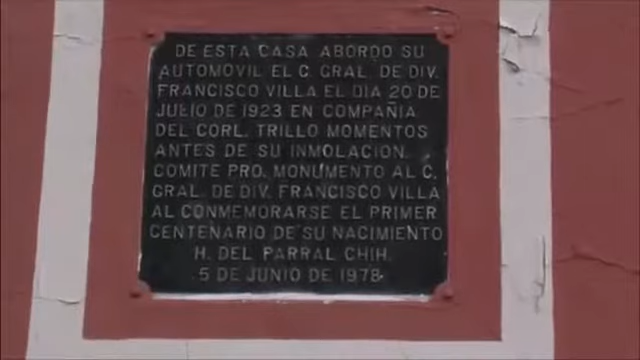 DE ESTA CASA ABORDO SU
AUTOMOVIL EL C. GRAL. DE DIV.
FRANCISCO VILLA EL DIA 20 DE
JULIO DE 1923 EN COMPAÑIA
DEL CORL. TRILLO MOMENTOS
ANTES DE SU INMOLACION.
COMITE PRO. MONUMENTO AL C.
GRAL. DE DIV. FRANCISCO VILLA
AL CONMEMORARSE EL PRIMER
CENTENARIO DE SU NACIMIENTO
H. DEL PARRAL CHIH.
5 DE JUNIO DE 1978